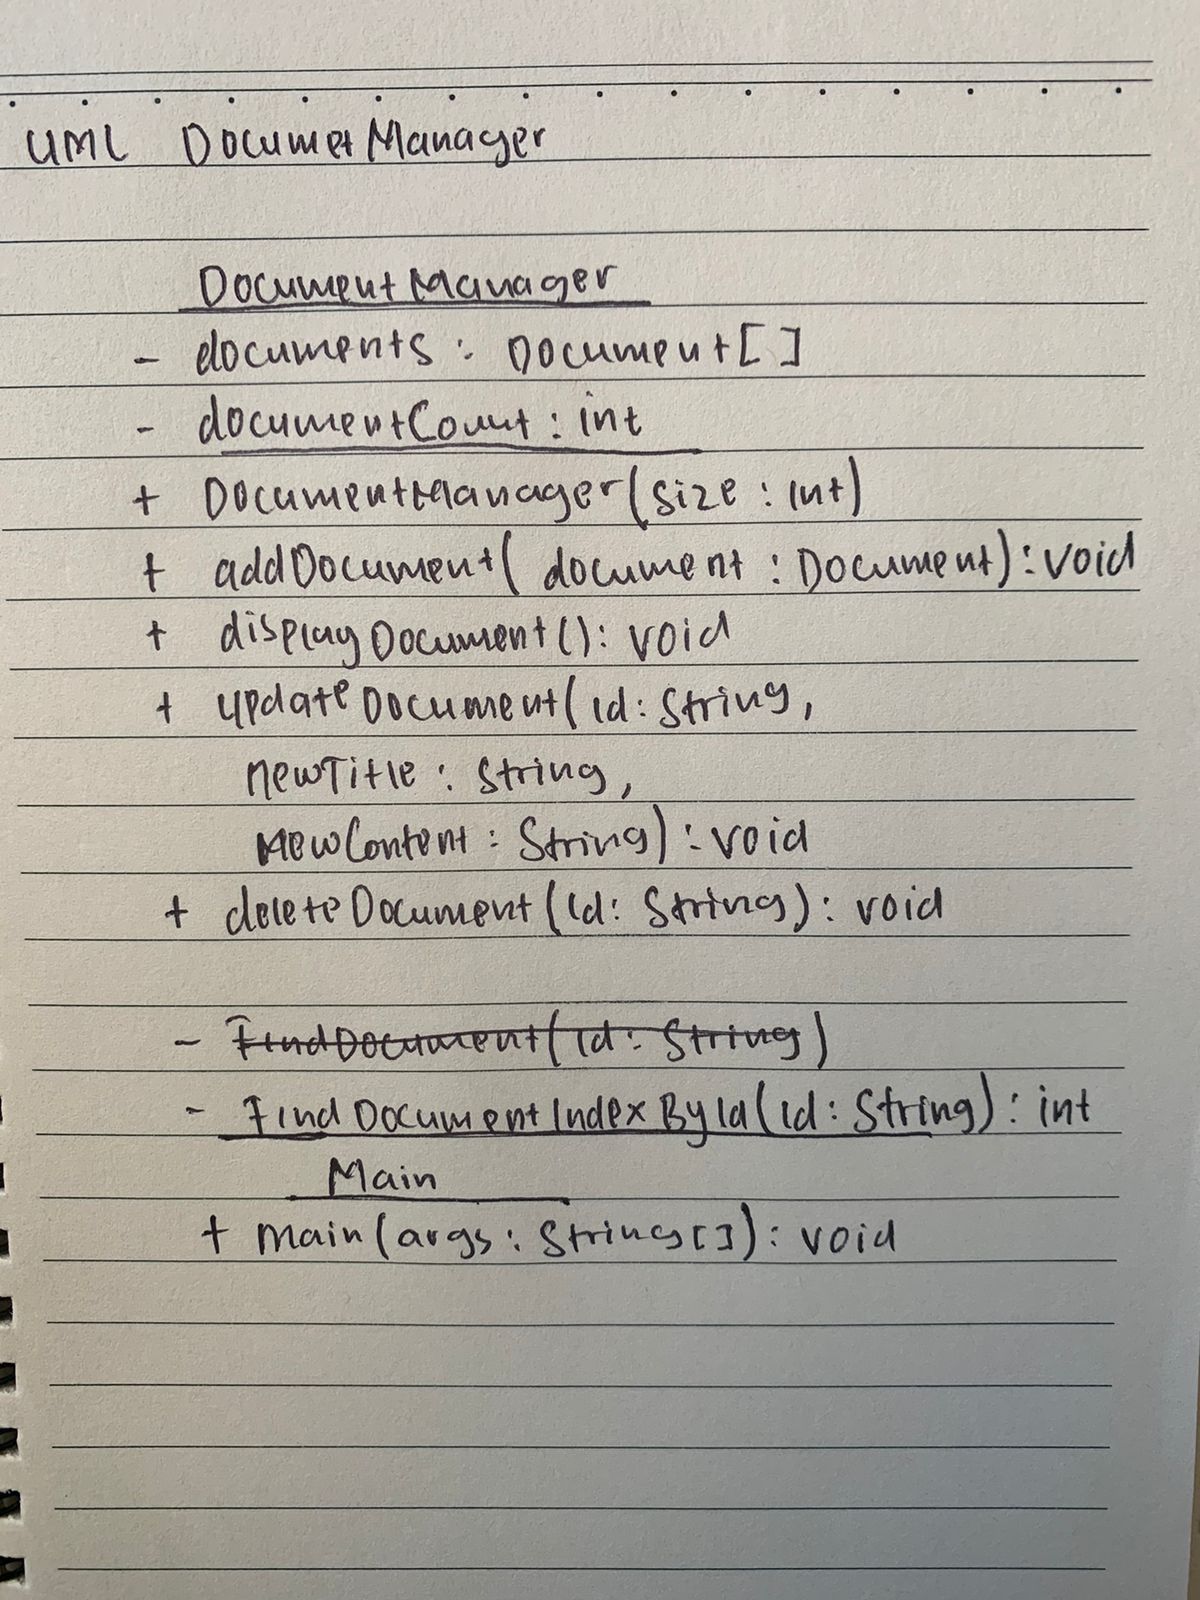 UML DocumetManager
DocumentManager
- documents : Document[]
- documentCount : int
+ DocumentManager(size : int)
+ addDocument( document : Document) : void
+ displayDocument() : void
+ updateDocument(id : String,
newTitle : String,
newContent : String) : void
+ deleteDocument(id : String) : void
- FindDocument(id : String)
- FindDocumentIndexById(id : String) : int
Main
+ main(args : String[]) : void